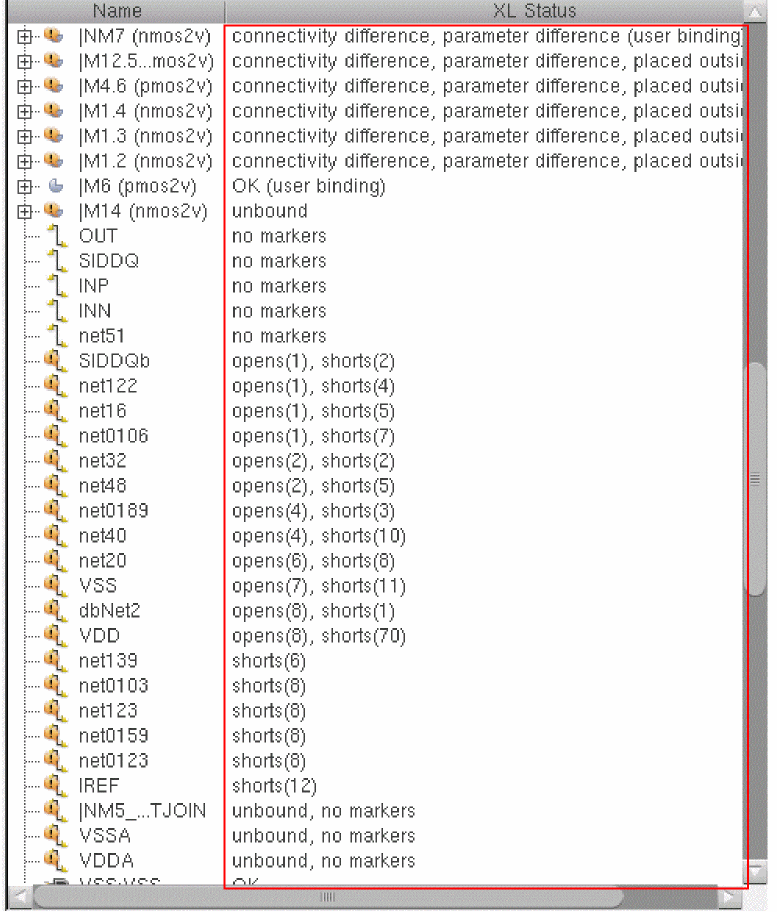 Name XL Status
|NM7 (nmos2v) connectivity difference, parameter difference (user binding)
|M12.5...mos2v) connectivity difference, parameter difference, placed outsi
|M4.6 (pmos2v) connectivity difference, parameter difference, placed outsi
|M1.4 (nmos2v) connectivity difference, parameter difference, placed outsi
|M1.3 (nmos2v) connectivity difference, parameter difference, placed outsi
|M1.2 (nmos2v) connectivity difference, parameter difference, placed outsi
|M6 (pmos2v) OK (user binding)
|M14 (nmos2v) unbound
OUT no markers
SIDDQ no markers
INP no markers
INN no markers
net51 no markers
SIDDQb opens(1), shorts(2)
net122 opens(1), shorts(4)
net16 opens(1), shorts(5)
net0106 opens(1), shorts(7)
net32 opens(2), shorts(2)
net48 opens(2), shorts(5)
net0189 opens(4), shorts(3)
net40 opens(4), shorts(10)
net20 opens(6), shorts(8)
VSS opens(7), shorts(11)
dbNet2 opens(8), shorts(1)
VDD opens(8), shorts(70)
net139 shorts(6)
net0103 shorts(8)
net123 shorts(8)
net0159 shorts(8)
net0123 shorts(8)
IREF shorts(12)
|NM5_...TJOIN unbound, no markers
VSSA unbound, no markers
VDDA unbound, no markers
VSS:VSS OK